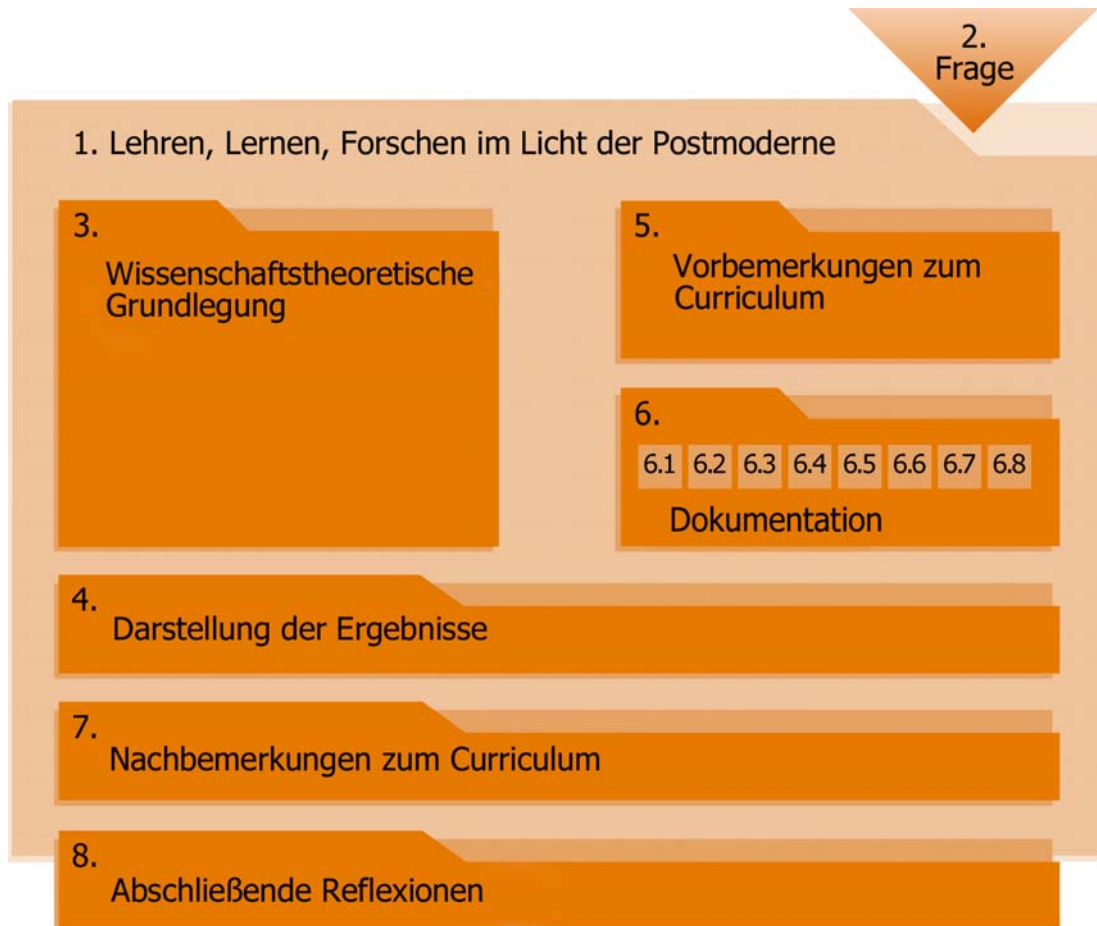 2.
Frage
1. Lehren, Lernen, Forschen im Licht der Postmoderne
3.
Wissenschaftstheoretische
Grundlegung
5.
Vorbemerkungen zum
Curriculum
6.
6.1 6.2 6.3 6.4 6.5 6.6 6.7 6.8
Dokumentation
4.
Darstellung der Ergebnisse
7.
Nachbemerkungen zum Curriculum
8.
Abschließende Reflexionen